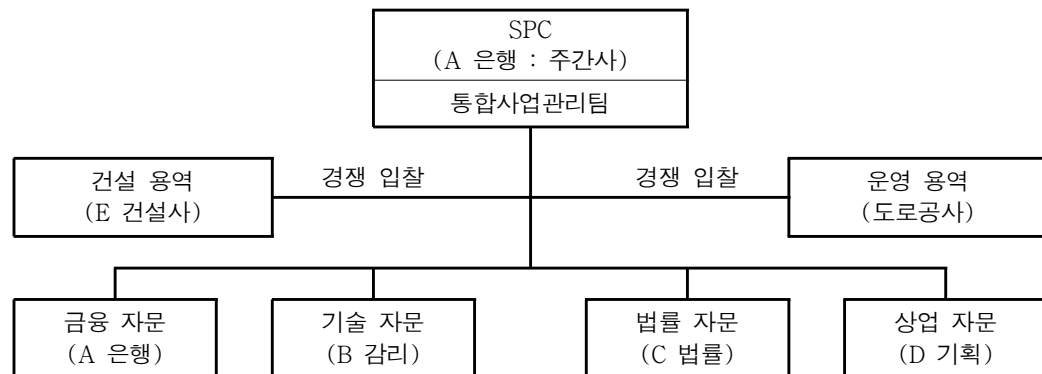 SPC
(A 은행 : 주간사)
통합사업관리팀
건설 용역
(E 건설사)
경쟁 입찰
경쟁 입찰
운영 용역
(도로공사)
금융 자문
(A 은행)
기술 자문
(B 감리)
법률 자문
(C 법률)
상업 자문
(D 기획)